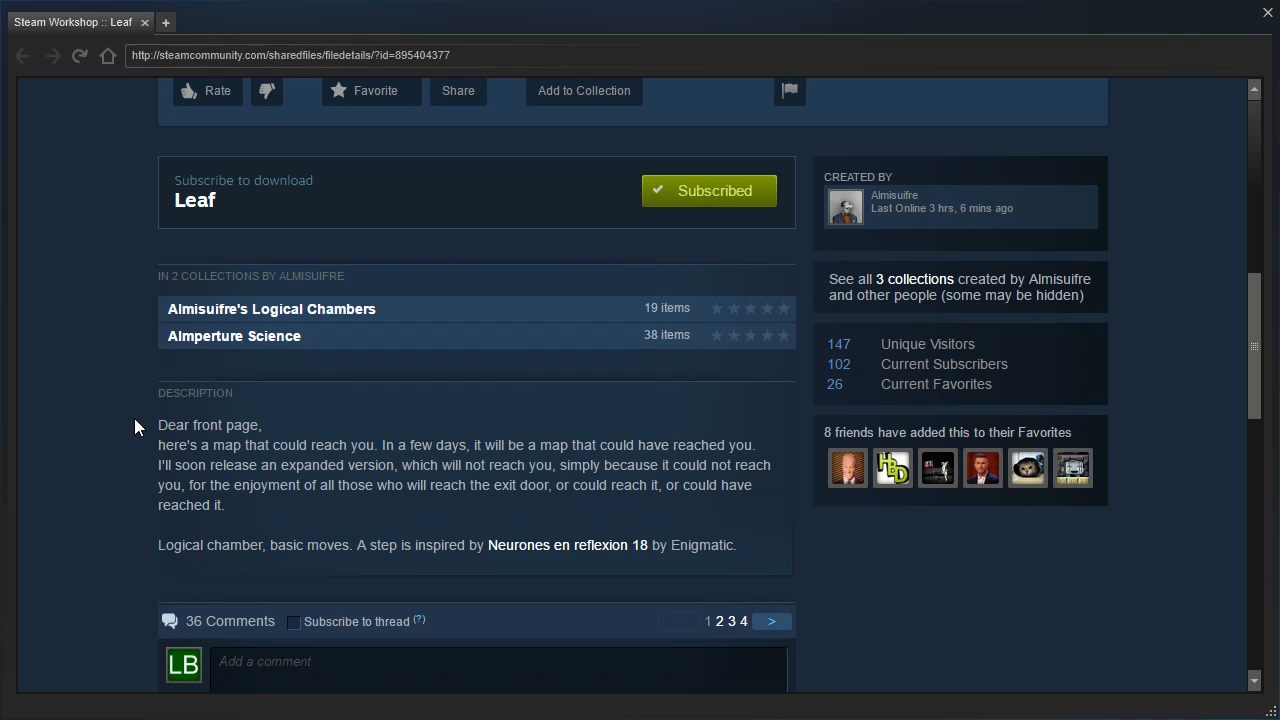 Steam Workshop :: Leaf
http://steamcommunity.com/sharedfiles/filedetails/?id=895404377
Rate
Favorite
Share
Add to Collection
Subscribe to download
Leaf
Subscribed
CREATED BY
Almisuifre
Last Online 3 hrs, 6 mins ago
See all 3 collections created by Almisuifre
and other people (some may be hidden)
IN 2 COLLECTIONS BY ALMISUIFRE
Almisuifre's Logical Chambers 19 items
Almperture Science 38 items
147 Unique Visitors
102 Current Subscribers
26 Current Favorites
8 friends have added this to their Favorites
HBD
DESCRIPTION
Dear front page,
here's a map that could reach you. In a few days, it will be a map that could have reached you.
I'll soon release an expanded version, which will not reach you, simply because it could not reach
you, for the enjoyment of all those who will reach the exit door, or could reach it, or could have
reached it.
Logical chamber, basic moves. A step is inspired by Neurones en reflexion 18 by Enigmatic.
36 Comments Subscribe to thread (?) 1 2 3 4 >
LB
Add a comment